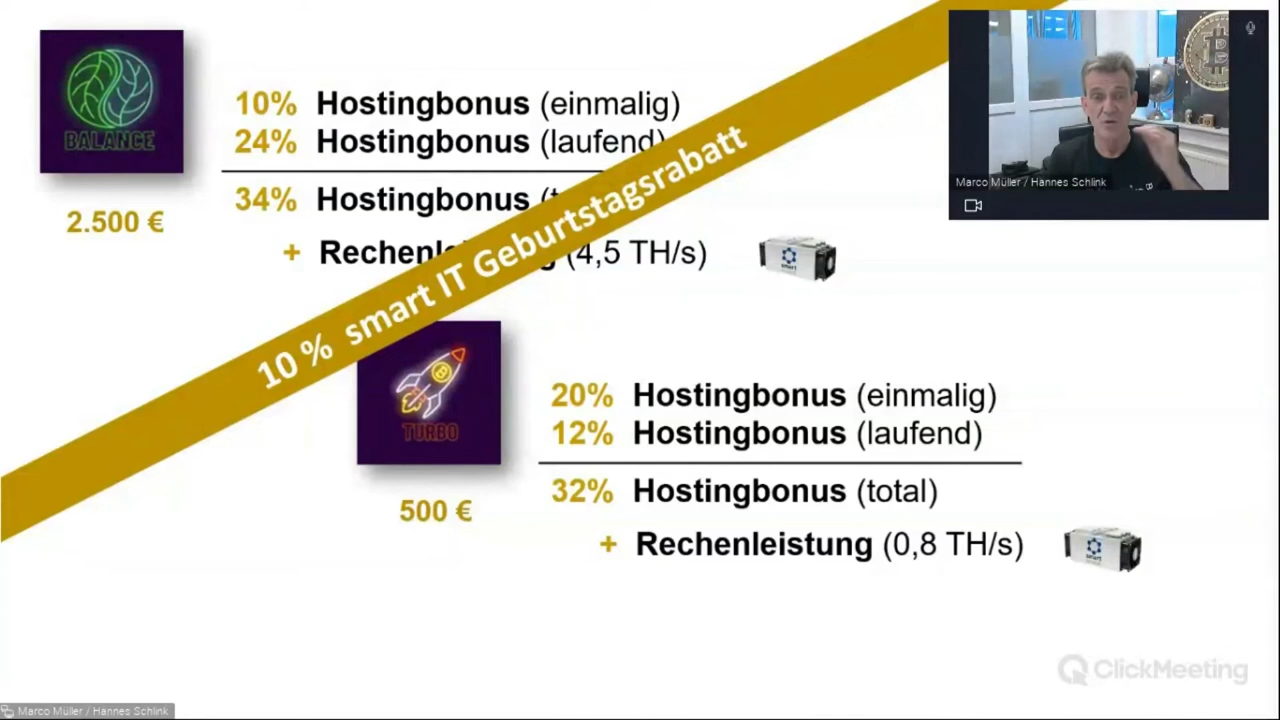 BALANCE
2.500 €
10% Hostingbonus (einmalig)
24% Hostingbonus (laufend)
34% Hostingbonus
+ (4,5 TH/s)
smart
10 % smart IT Geburtstagsrabatt
TURBO
500 €
20% Hostingbonus (einmalig)
12% Hostingbonus (laufend)
32% Hostingbonus (total)
+ Rechenleistung (0,8 TH/s)
smart
Marco Müller / Hannes Schlink
ClickMeeting
Marco Müller / Hannes Schlink